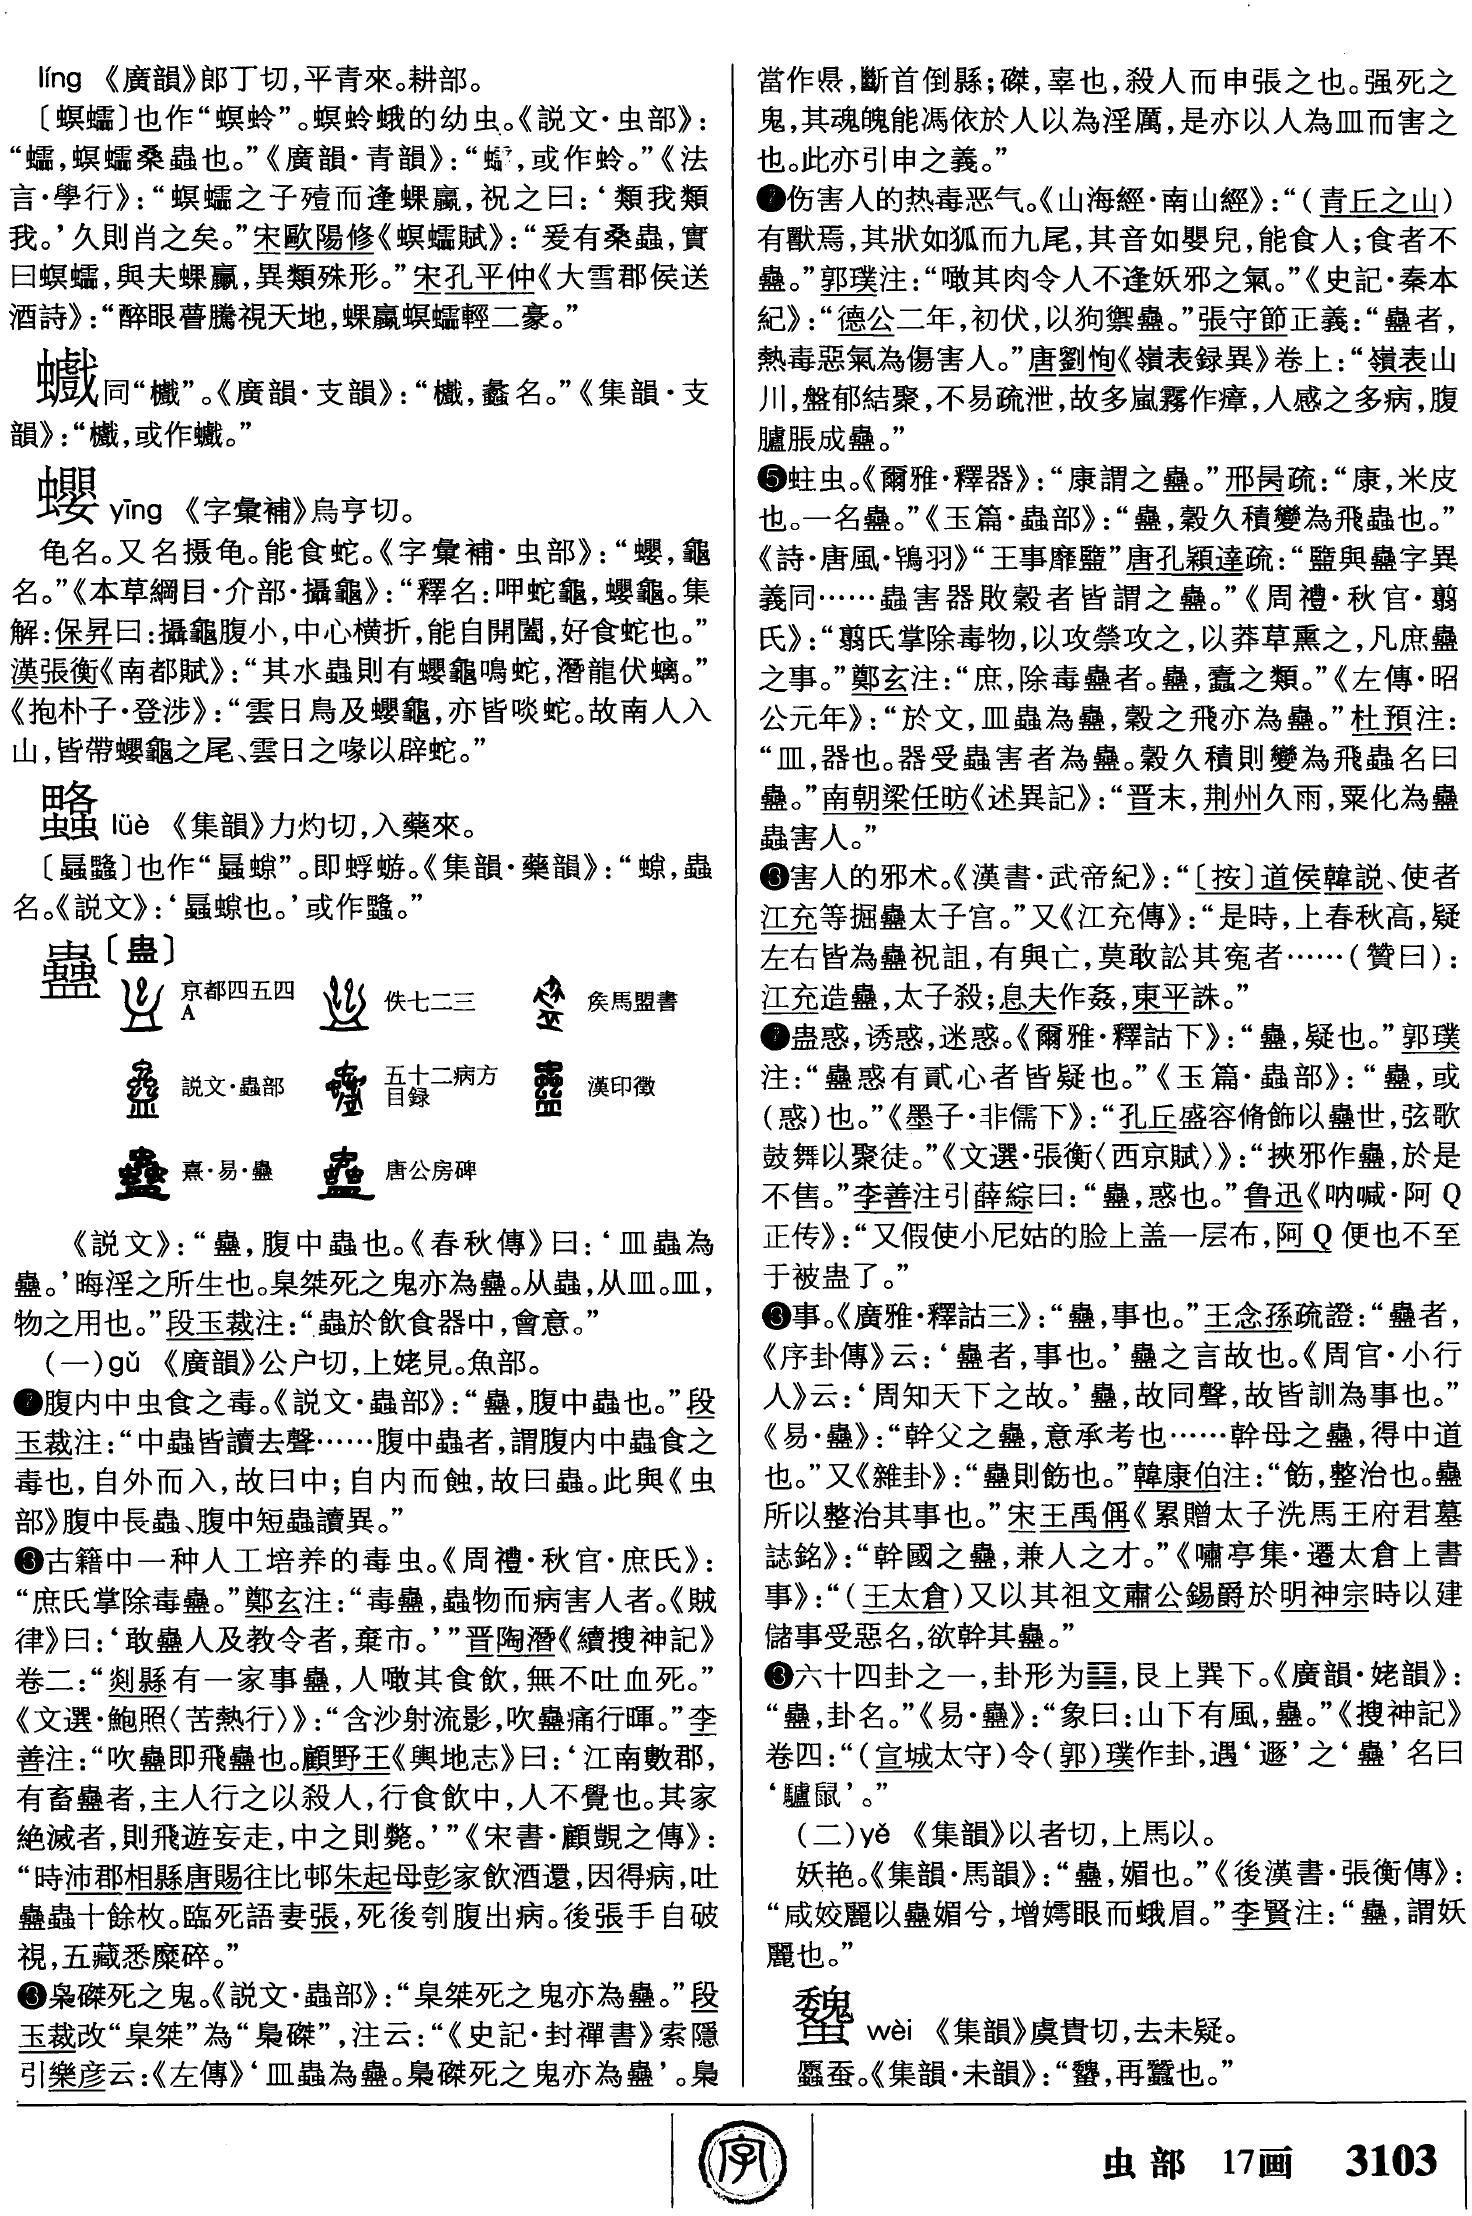 líng 《廣韻》郎丁切,平青來。耕部。
〔螟蠕〕也作“螟蛉”。螟蛉蛾的幼虫。《説文·虫部》:
“蠕,螟蠕桑蟲也。”《廣韻·青韻》:“蠕,或作蛉。”《法
言·學行》:“螟蠕之子殪而逢蜾蠃,祝之曰:‘類我類
我。’久則肖之矣。”宋歐陽修《螟蠕賦》:“爰有桑蟲,實
曰螟蠕,與夫蜾蠃,異類殊形。”宋孔平仲《大雪郡侯送
酒詩》:“醉眼瞢騰視天地,蜾蠃螟蠕輕二豪。”
同“㰕”。《廣韻·支韻》:“㰕,蠡名。”《集韻·支
韻》:“㰕,或作蠘。”
蠳 yīng 《字彙補》烏亨切。
龟名。又名摄龟。能食蛇。《字彙補·虫部》:“蠳,龜
名。”《本草綱目·介部·攝龜》:“釋名:呷蛇龜,蠳龜。集
解:保昇曰:攝龜腹小,中心横折,能自開闔,好食蛇也。”
漢張衡《南都賦》:“其水蟲則有蠳龜鳴蛇,潛龍伏螭。”
《抱朴子·登涉》:“雲日鳥及蠳龜,亦皆啖蛇。故南人入
山,皆帶蠳龜之尾、雲日之喙以辟蛇。”
lüè 《集韻》力灼切,入藥來。
也作。即蜉蝣。《集韻·藥韻》:“蟲
名。《説文》:也。’或作
蠱〔蛊〕
京都四五四A 佚七二三 矦馬盟書
説文·蟲部 五十二病方目録 漢印徵
熹·易·蠱 唐公房碑
《説文》:“蠱,腹中蟲也。《春秋傳》曰:‘皿蟲為
蠱。’晦淫之所生也。臬桀死之鬼亦為蠱。从蟲,从皿。皿,
物之用也。”段玉裁注:“蟲於飲食器中,會意。”
(一)gǔ 《廣韻》公户切,上姥見。魚部。
❶腹内中虫食之毒。《説文·蟲部》:“蠱,腹中蟲也。”段
玉裁注:“中蟲皆讀去聲……腹中蟲者,謂腹内中蟲食之
毒也,自外而入,故曰中;自内而蝕,故曰蟲。此與《虫
部》腹中長蟲、腹中短蟲讀異。”
❷古籍中一种人工培养的毒虫。《周禮·秋官·庶氏》:
“庶氏掌除毒蠱。”鄭玄注:“毒蠱,蟲物而病害人者。《賊
律》曰:‘敢蠱人及教令者,棄市。’”晋陶潛《續搜神記》
卷二:“剡縣有一家事蠱,人噉其食飲,無不吐血死。”
《文選·鮑照〈苦熱行〉》:“含沙射流影,吹蠱痛行暉。”李
善注:“吹蠱即飛蠱也。顧野王《輿地志》曰:‘江南數郡,
有畜蠱者,主人行之以殺人,行食飲中,人不覺也。其家
絶滅者,則飛遊妄走,中之則斃。’”《宋書·顧覬之傳》:
“時沛郡相縣唐賜往比邨朱起母彭家飲酒還,因得病,吐
蠱蟲十餘枚。臨死語妻張,死後刳腹出病。後張手自破
視,五藏悉糜碎。”
❸枭磔死之鬼。《説文·蟲部》:“臬桀死之鬼亦為蠱。”段
玉裁改“臬桀”為“梟磔”,注云:“《史記·封禪書》索隱
引樂彦云:《左傳》‘皿蟲為蠱。梟磔死之鬼亦為蠱’。梟
當作㬎,斷首倒縣;磔,辜也,殺人而申張之也。强死之
鬼,其魂魄能馮依於人以為淫厲,是亦以人為皿而害之
也。此亦引申之義。”
❹伤害人的热毒恶气。《山海經·南山經》:“(青丘之山)
有獸焉,其狀如狐而九尾,其音如嬰兒,能食人;食者不
蠱。”郭璞注:“噉其肉令人不逢妖邪之氣。”《史記·秦本
紀》:“德公二年,初伏,以狗禦蠱。”張守節正義:“蠱者,
熱毒惡氣為傷害人。”唐劉恂《嶺表録異》卷上:“嶺表山
川,盤郁結聚,不易疏泄,故多嵐霧作瘴,人感之多病,腹
臚脹成蠱。”
❺蛀虫。《爾雅·釋器》:“康謂之蠱。”邢昺疏:“康,米皮
也。一名蠱。”《玉篇·蟲部》:“蠱,穀久積變為飛蟲也。”
《詩·唐風·鴇羽》“王事靡盬”唐孔穎達疏:“盬與蠱字異
義同……蟲害器敗穀者皆謂之蠱。”《周禮·秋官·翦
氏》:“翦氏掌除毒物,以攻禜攻之,以莽草熏之,凡庶蠱
之事。”鄭玄注:“庶,除毒蠱者。蠱,蠹之類。”《左傳·昭
公元年》:“於文,皿蟲為蠱,穀之飛亦為蠱。”杜預注:
“皿,器也。器受蟲害者為蠱。穀久積則變為飛蟲名曰
蠱。”南朝梁任昉《述異記》:“晋末,荆州久雨,粟化為蠱
蟲害人。”
❻害人的邪术。《漢書·武帝紀》:“〔按〕道侯韓説、使者
江充等掘蠱太子宫。”又《江充傳》:“是時,上春秋高,疑
左右皆為蠱祝詛,有與亡,莫敢訟其冤者……(贊曰):
江充造蠱,太子殺;息夫作姦,東平誅。”
❼蛊惑,诱惑,迷惑。《爾雅·釋詁下》:“蠱,疑也。”郭璞
注:“蠱惑有貳心者皆疑也。”《玉篇·蟲部》:“蠱,或
(惑)也。”《墨子·非儒下》:“孔丘盛容脩飾以蠱世,弦歌
鼓舞以聚徒。”《文選·張衡〈西京賦〉》:“挾邪作蠱,於是
不售。”李善注引薛綜曰:“蠱,惑也。”鲁迅《呐喊·阿Q
正传》:“又假使小尼姑的脸上盖一层布,阿Q便也不至
于被蛊了。”
❽事。《廣雅·釋詁三》:“蠱,事也。”王念孫疏證:“蠱者,
《序卦傳》云:‘蠱者,事也。’蠱之言故也。《周官·小行
人》云:‘周知天下之故。’蠱,故同聲,故皆訓為事也。”
《易·蠱》:“幹父之蠱,意承考也……幹母之蠱,得中道
也。”又《雜卦》:“蠱則飭也。”韓康伯注:“飭,整治也。蠱
所以整治其事也。”宋王禹偁《累贈太子洗馬王府君墓
誌銘》:“幹國之蠱,兼人之才。”《嘯亭集·遷太倉上書
事》:“(王太倉)又以其祖文肅公錫爵於明神宗時以建
儲事受惡名,欲幹其蠱。”
❾六十四卦之一,卦形为䷑,艮上巽下。《廣韻·姥韻》:
“蠱,卦名。”《易·蠱》:“象曰:山下有風,蠱。”《搜神記》
卷四:“(宣城太守)令(郭)璞作卦,遇‘遯’之‘蠱’名曰
‘驢鼠’。”
(二)yě 《集韻》以者切,上馬以。
妖艳。《集韻·馬韻》:“蠱,媚也。”《後漢書·張衡傳》:
“咸姣麗以蠱媚兮,增嫮眼而蛾眉。”李賢注:“蠱,謂妖
麗也。”
wèi 《集韻》虞貴切,去未疑。
蚕。《集韻·未韻》:“再蠶也。”
字
虫部 17画 3103